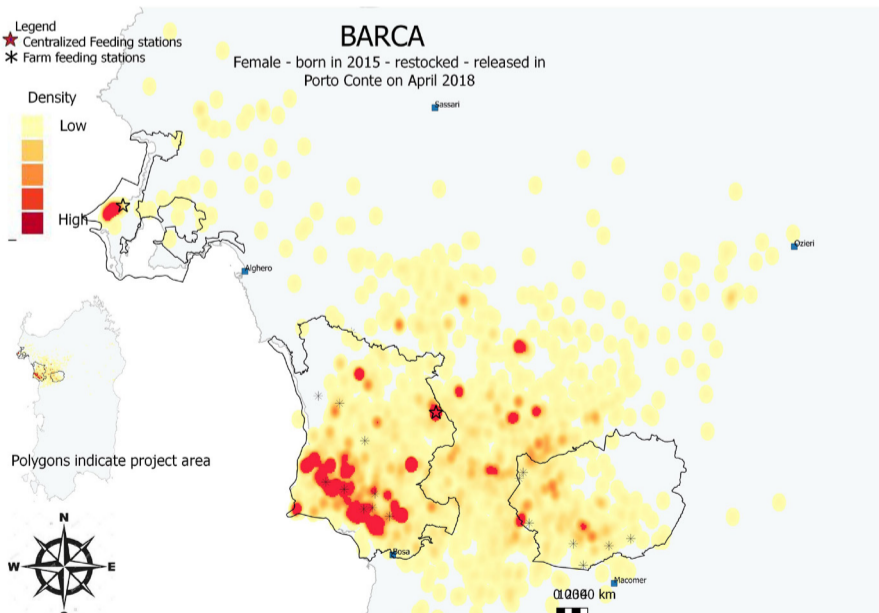 Legend
Centralized Feeding stations
Farm feeding stations
BARCA
Female - born in 2015 - restocked - released in
Porto Conte on April 2018
Density
Low
High
Sassari
Ozieri
Alghero
Polygons indicate project area
N
W
E
Bosa
Macomer
km